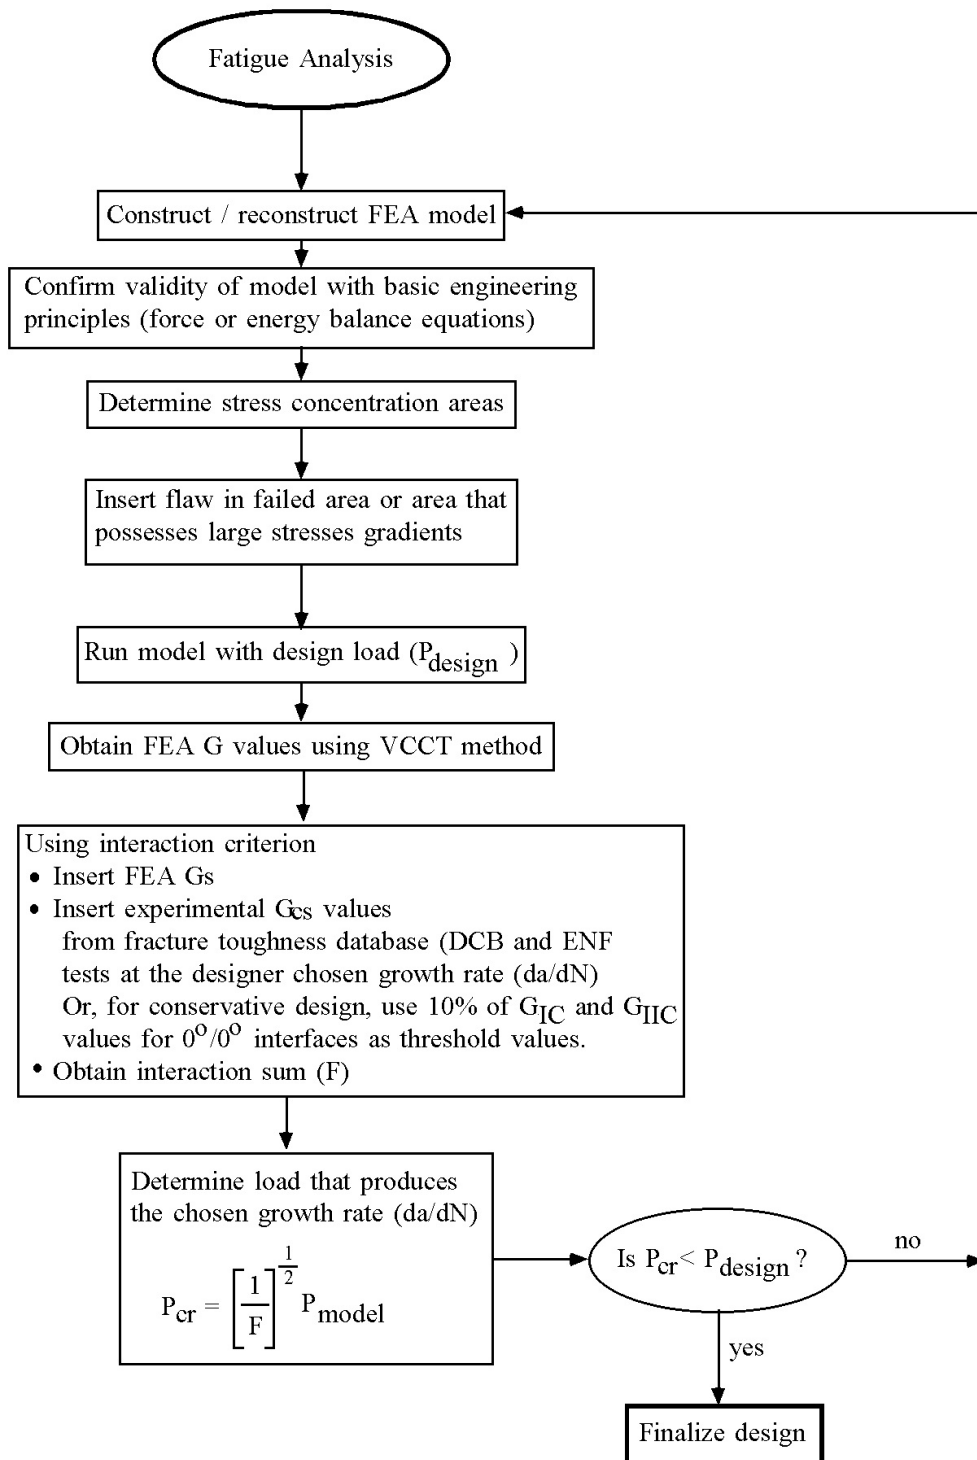 Fatigue Analysis
Construct / reconstruct FEA model
Confirm validity of model with basic engineering
principles (force or energy balance equations)
Determine stress concentration areas
Insert flaw in failed area or area that
possesses large stresses gradients
Run model with design load (Pdesign )
Obtain FEA G values using VCCT method
Using interaction criterion
• Insert FEA Gs
• Insert experimental Gcs values
from fracture toughness database (DCB and ENF
tests at the designer chosen growth rate (da/dN)
Or, for conservative design, use 10% of GIC and GIIC
values for 0o/0o interfaces as threshold values.
• Obtain interaction sum (F)
Determine load that produces
the chosen growth rate (da/dN)
Pcr = [1/F]^1/2 Pmodel
Is Pcr< Pdesign ?
no
yes
Finalize design